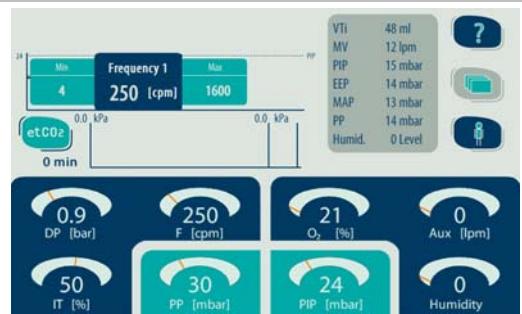 VTi 48 ml
MV 12 lpm
PIP 15 mbar
EEP 14 mbar
MAP 13 mbar
PP 14 mbar
Humid. 0 Level
?
24
PIP
Min
Frequency 1
Max
4
250 [cpm]
1600
0.0 kPa
0.0 kPa
etCO2
0 min
0.9
DP [bar]
250
F [cpm]
21
O₂ [%]
0
Aux [lpm]
50
IT [%]
30
PP [mbar]
24
PIP [mbar]
0
Humidity